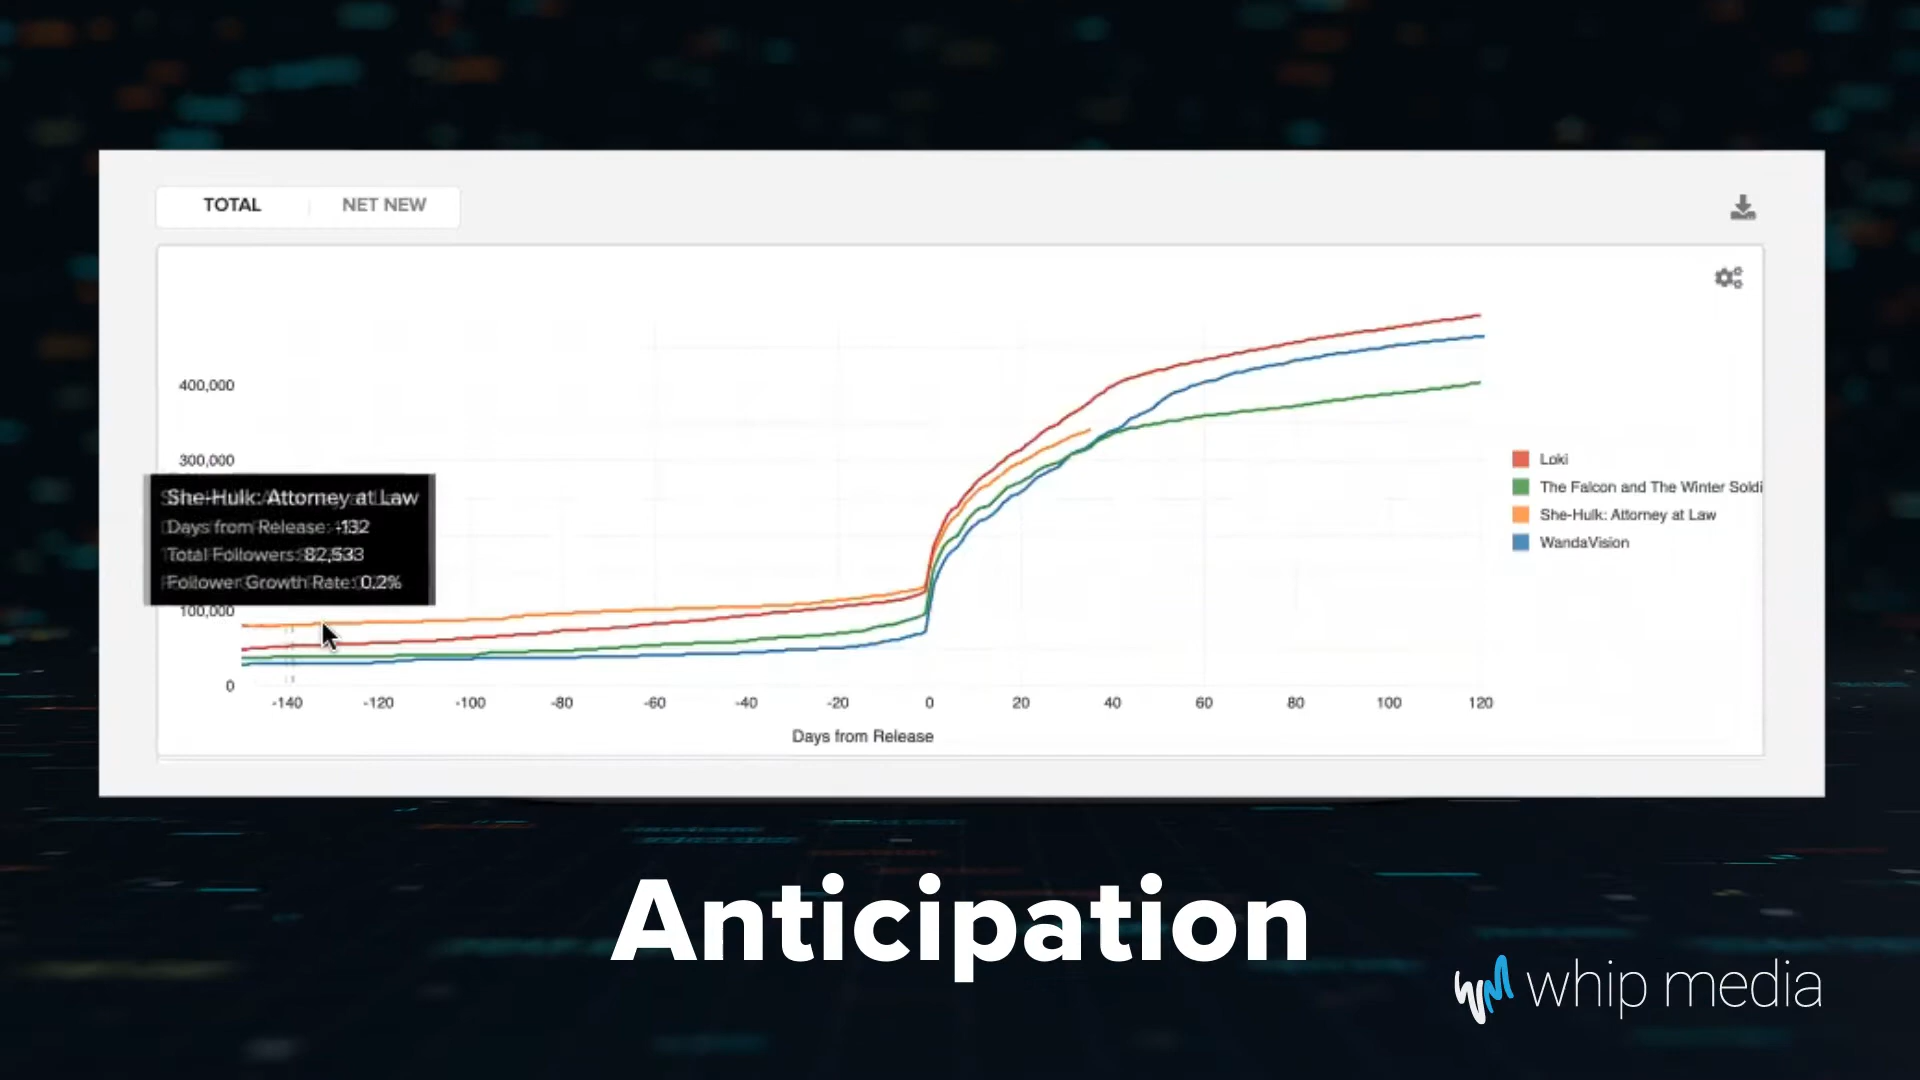 TOTAL
NET NEW
400,000
300,000
She-Hulk: Attorney at Law
Days from Release: -132
Total Followers: 82,533
Follower Growth Rate: 0.2%
100,000
0
-140 -120 -100 -80 -60 -40 -20 0 20 40 60 80 100 120
Days from Release
Loki
The Falcon and The Winter Soldi
She-Hulk: Attorney at Law
WandaVision
Anticipation
whip media